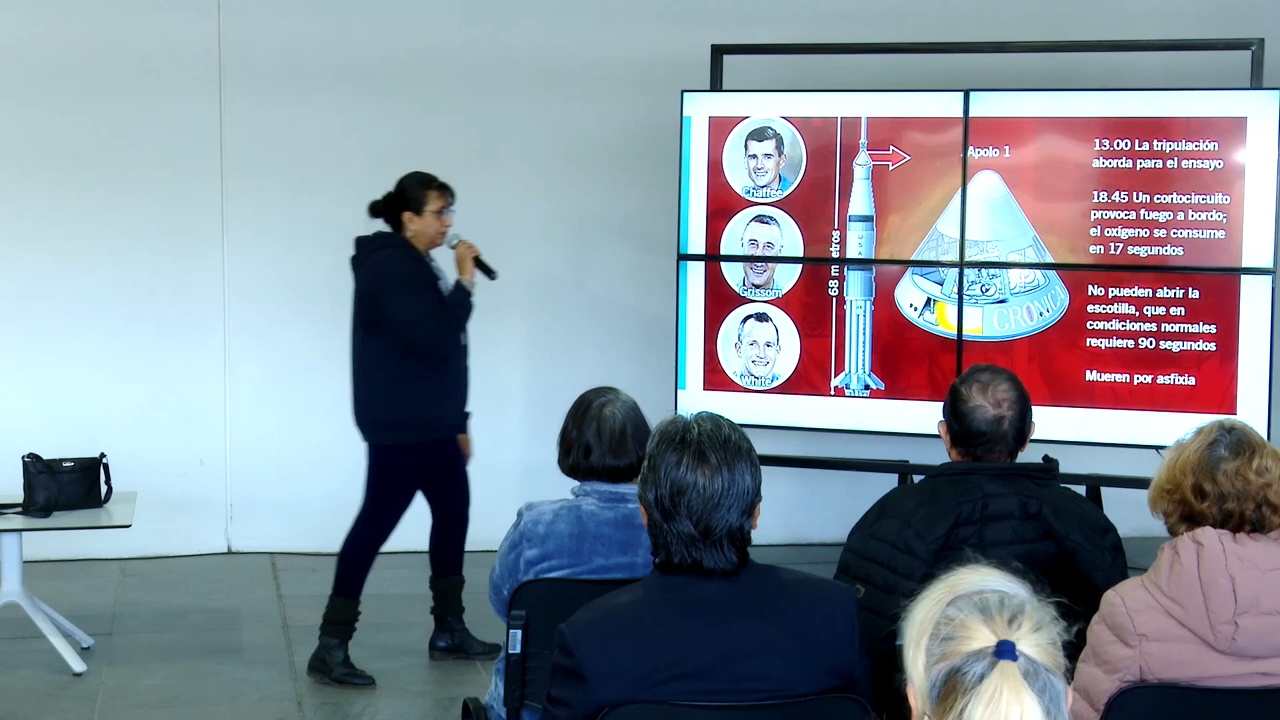 Chaffee
Grissom
White
68 metros
USA
Apolo 1
CRONICA
13.00 La tripulación
aborda para el ensayo
18.45 Un cortocircuito
provoca fuego a bordo;
el oxígeno se consume
en 17 segundos
No pueden abrir la
escotilla, que en
condiciones normales
requiere 90 segundos
Mueren por asfixia